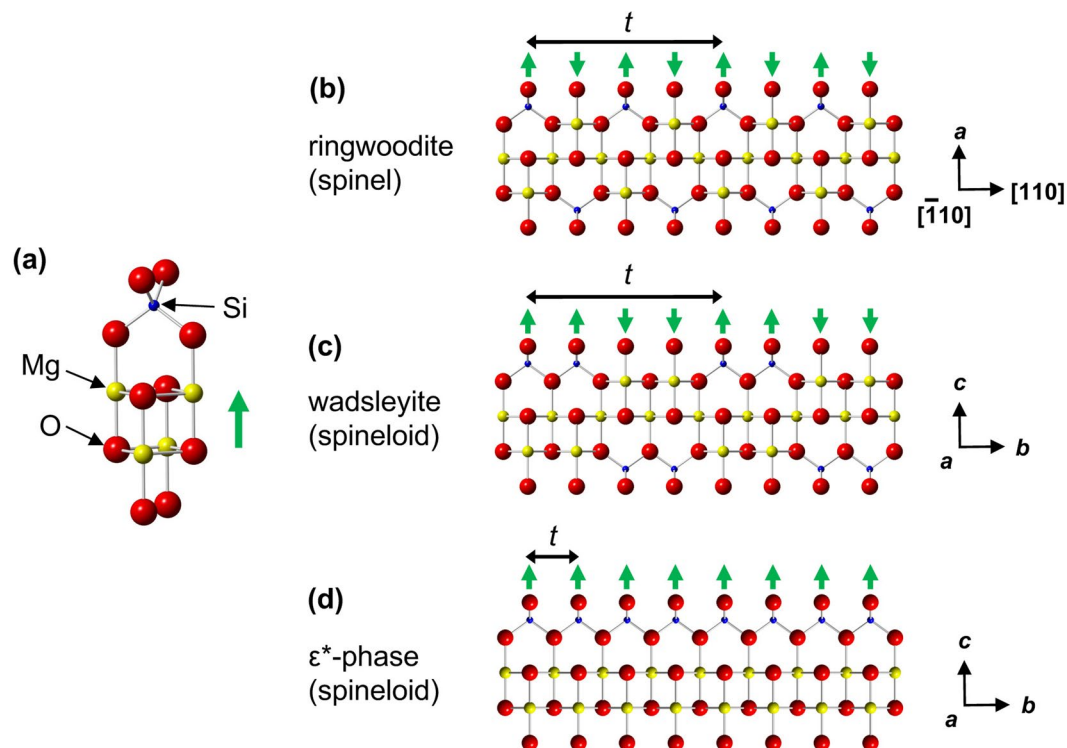 (a)
Si
Mg
O
(b)
ringwoodite
(spinel)
t
a
[110]
[1̄10]
(c)
wadsleyite
(spineloid)
t
c
b
a
(d)
ε*-phase
(spineloid)
t
c
b
a